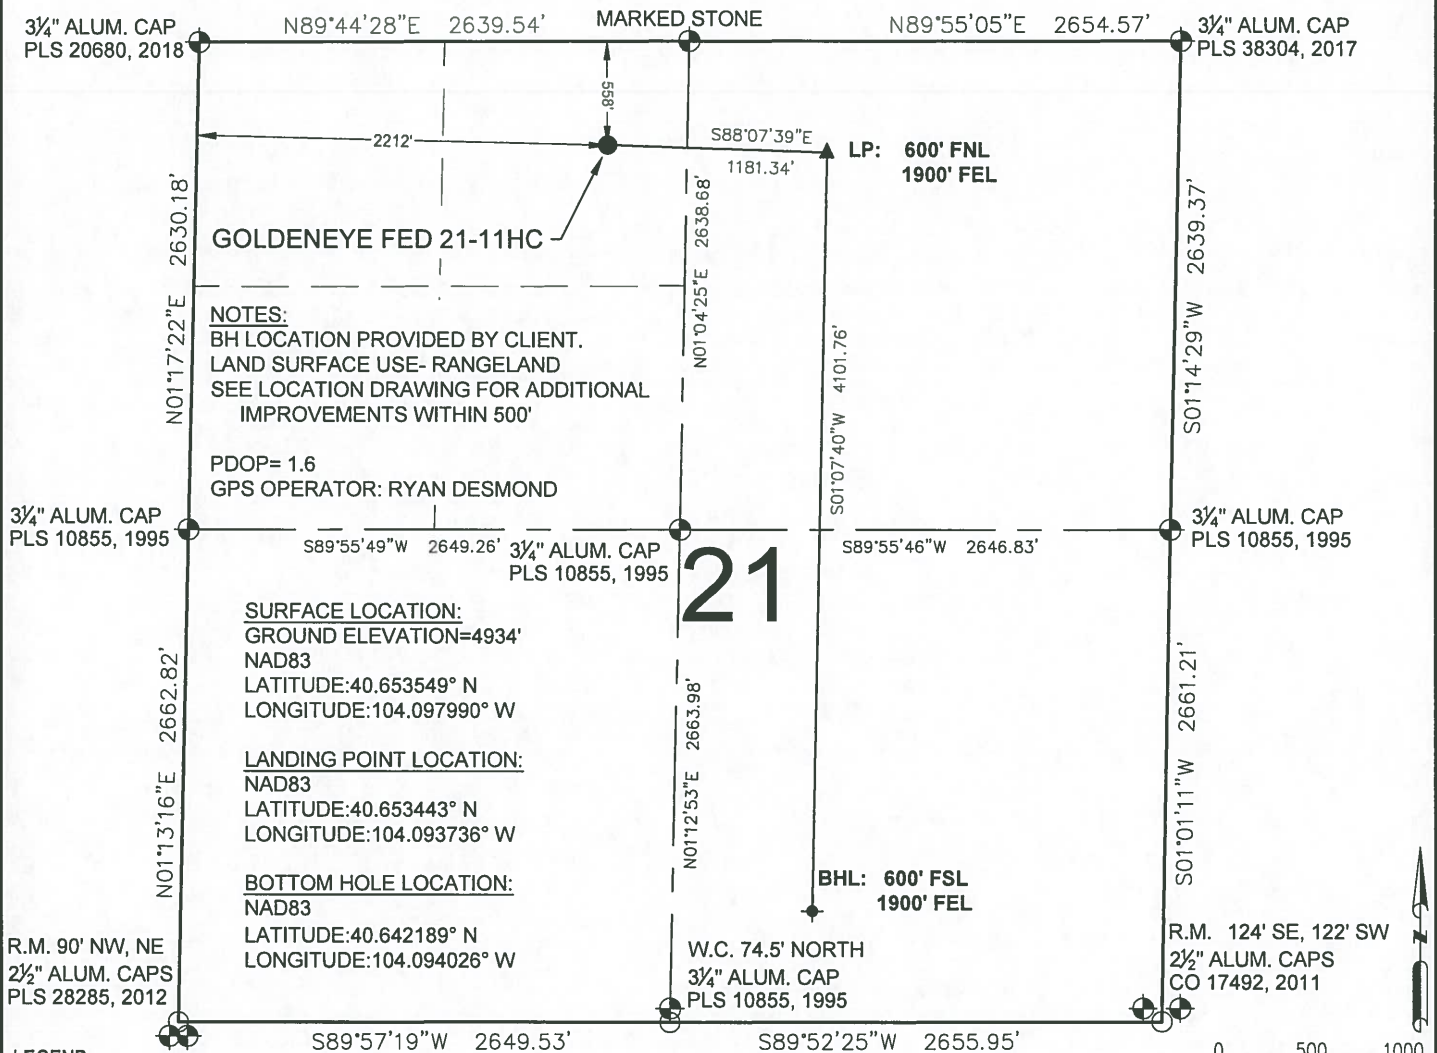 N89°44'28"E 2639.54'
MARKED STONE
N89°55'05"E 2654.57'
3¼" ALUM. CAP
PLS 20680, 2018
3¼" ALUM. CAP
PLS 38304, 2017
558'
2212'
S88°07'39"E
1181.34'
LP: 600' FNL
1900' FEL
GOLDENEYE FED 21-11HC
N01°17'22"E 2630.18'
N01°04'25"E 2638.68'
S01°07'40"W 4101.76'
S01°14'29"W 2639.37'
NOTES:
BH LOCATION PROVIDED BY CLIENT.
LAND SURFACE USE- RANGELAND
SEE LOCATION DRAWING FOR ADDITIONAL
IMPROVEMENTS WITHIN 500'
PDOP= 1.6
GPS OPERATOR: RYAN DESMOND
3¼" ALUM. CAP
PLS 10855, 1995
S89°55'49"W 2649.26'
3¼" ALUM. CAP
PLS 10855, 1995
S89°55'46"W 2646.83'
3¼" ALUM. CAP
PLS 10855, 1995
21
SURFACE LOCATION:
GROUND ELEVATION=4934'
NAD83
LATITUDE:40.653549° N
LONGITUDE:104.097990° W
LANDING POINT LOCATION:
NAD83
LATITUDE:40.653443° N
LONGITUDE:104.093736° W
BOTTOM HOLE LOCATION:
NAD83
LATITUDE:40.642189° N
LONGITUDE:104.094026° W
N01°13'16"E 2662.82'
N01°12'53"E 2663.98'
S01°01'11"W 2661.21'
BHL: 600' FSL
1900' FEL
R.M. 90' NW, NE
2½" ALUM. CAPS
PLS 28285, 2012
W.C. 74.5' NORTH
3¼" ALUM. CAP
PLS 10855, 1995
R.M. 124' SE, 122' SW
2½" ALUM. CAPS
CO 17492, 2011
N
S89°57'19"W 2649.53'
S89°52'25"W 2655.95'
0 500 1000